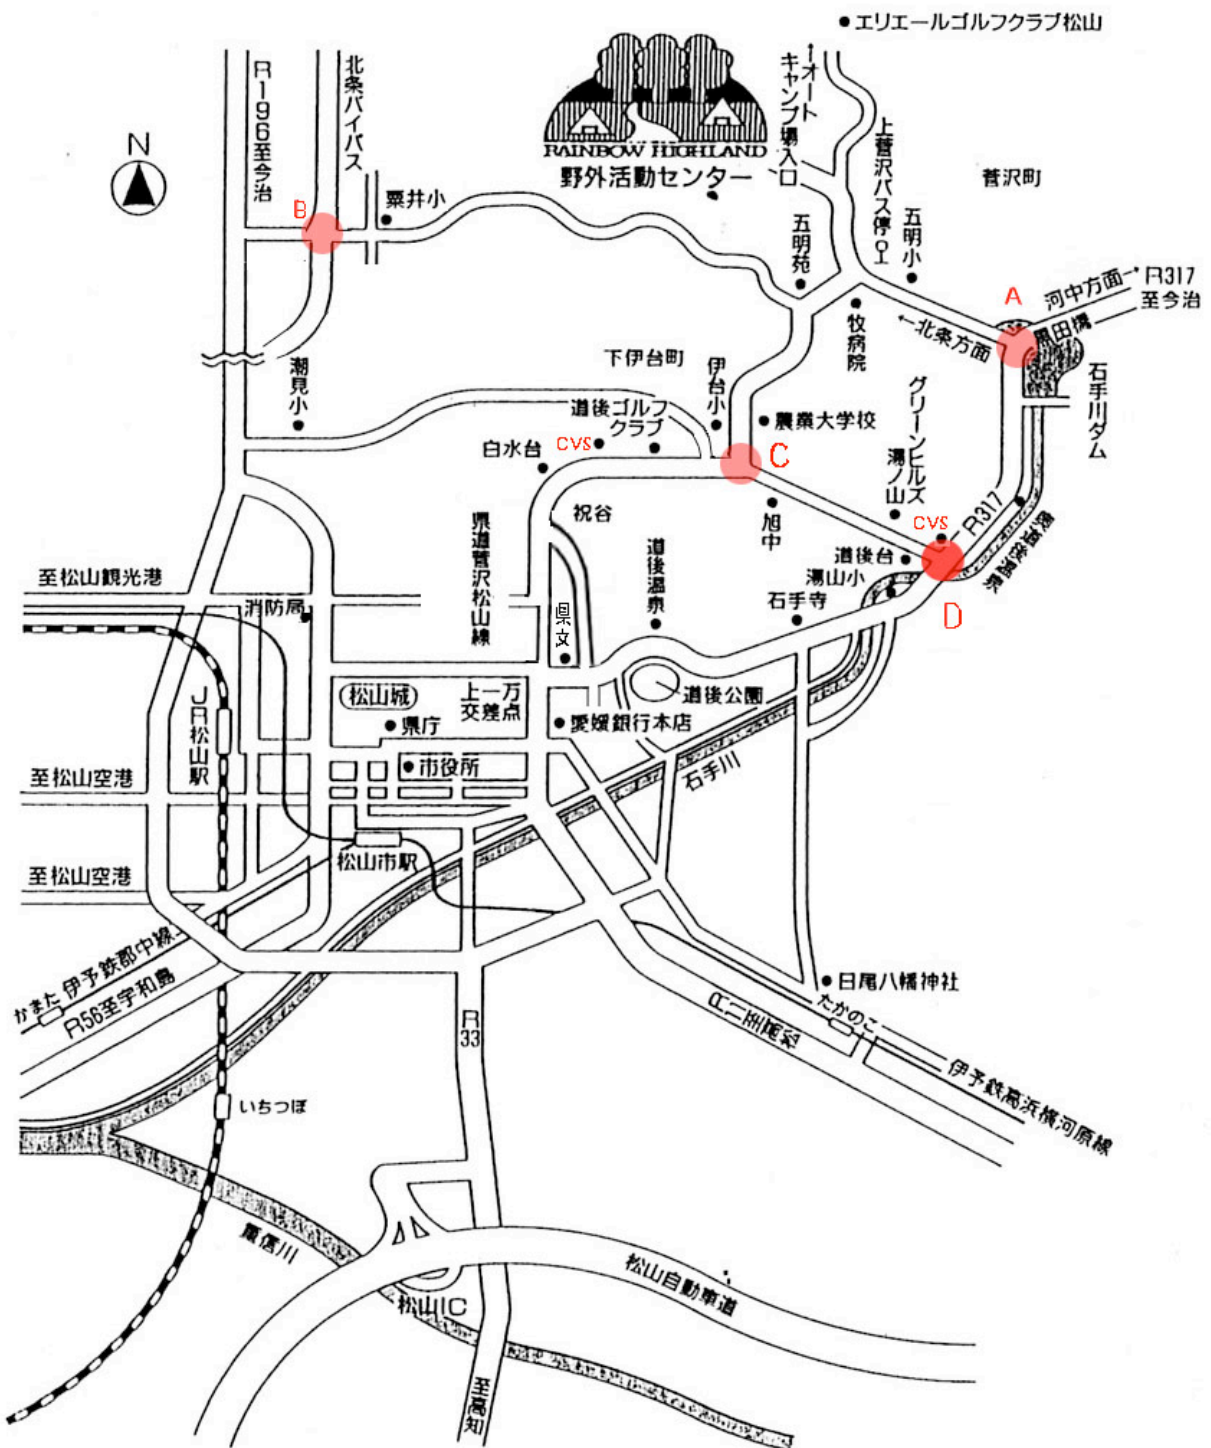 エリエールゴルフクラブ松山
R196至今治
北条バイパス
←オート
キャンプ場入口
上菅沢バス停
菅沢町
N
RAINBOW HIGHLAND
野外活動センター
B
粟井小
五明苑
五明小
A
河中方面→
R317
至今治
黒田橋
←北条方面
牧病院
石手川ダム
潮見小
下伊台町
伊台小
道後ゴルフ
クラブ
農業大学校
グリーンヒルズ
湯ノ山
CVS
白水台
C
R317
祝谷
旭中
CVS
奥道後温泉
県道菅沢松山線
道後温泉
道後台
湯山小
石手寺
D
至松山観光港
消防局
県文
松山城
上一万
交差点
道後公園
JR松山駅
県庁
愛媛銀行本店
市役所
石手川
至松山空港
松山市駅
至松山空港
伊予鉄郡中線
かまた
R56至宇和島
日尾八幡神社
たかのこ
R33
伊予鉄高浜横河原線
いちつぼ
重信川
松山自動車道
松山IC
至高知